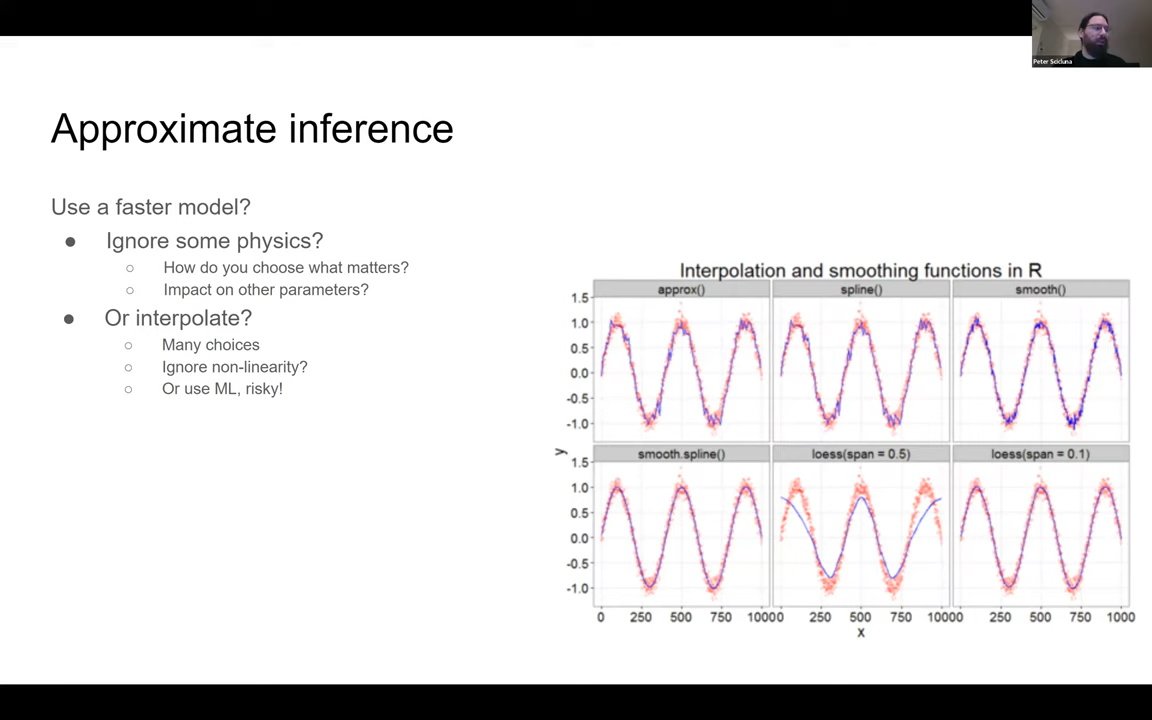 Peter Scicluna
Approximate inference
Use a faster model?
● Ignore some physics?
○ How do you choose what matters?
○ Impact on other parameters?
● Or interpolate?
○ Many choices
○ Ignore non-linearity?
○ Or use ML, risky!
Interpolation and smoothing functions in R
approx() spline() smooth()
1.5
1.0
0.5
0.0
-0.5
-1.0
y
smooth.spline() loess(span = 0.5) loess(span = 0.1)
1.5
1.0
0.5
0.0
-0.5
-1.0
0 250 500 750 10000 250 500 750 10000 250 500 750 1000
x